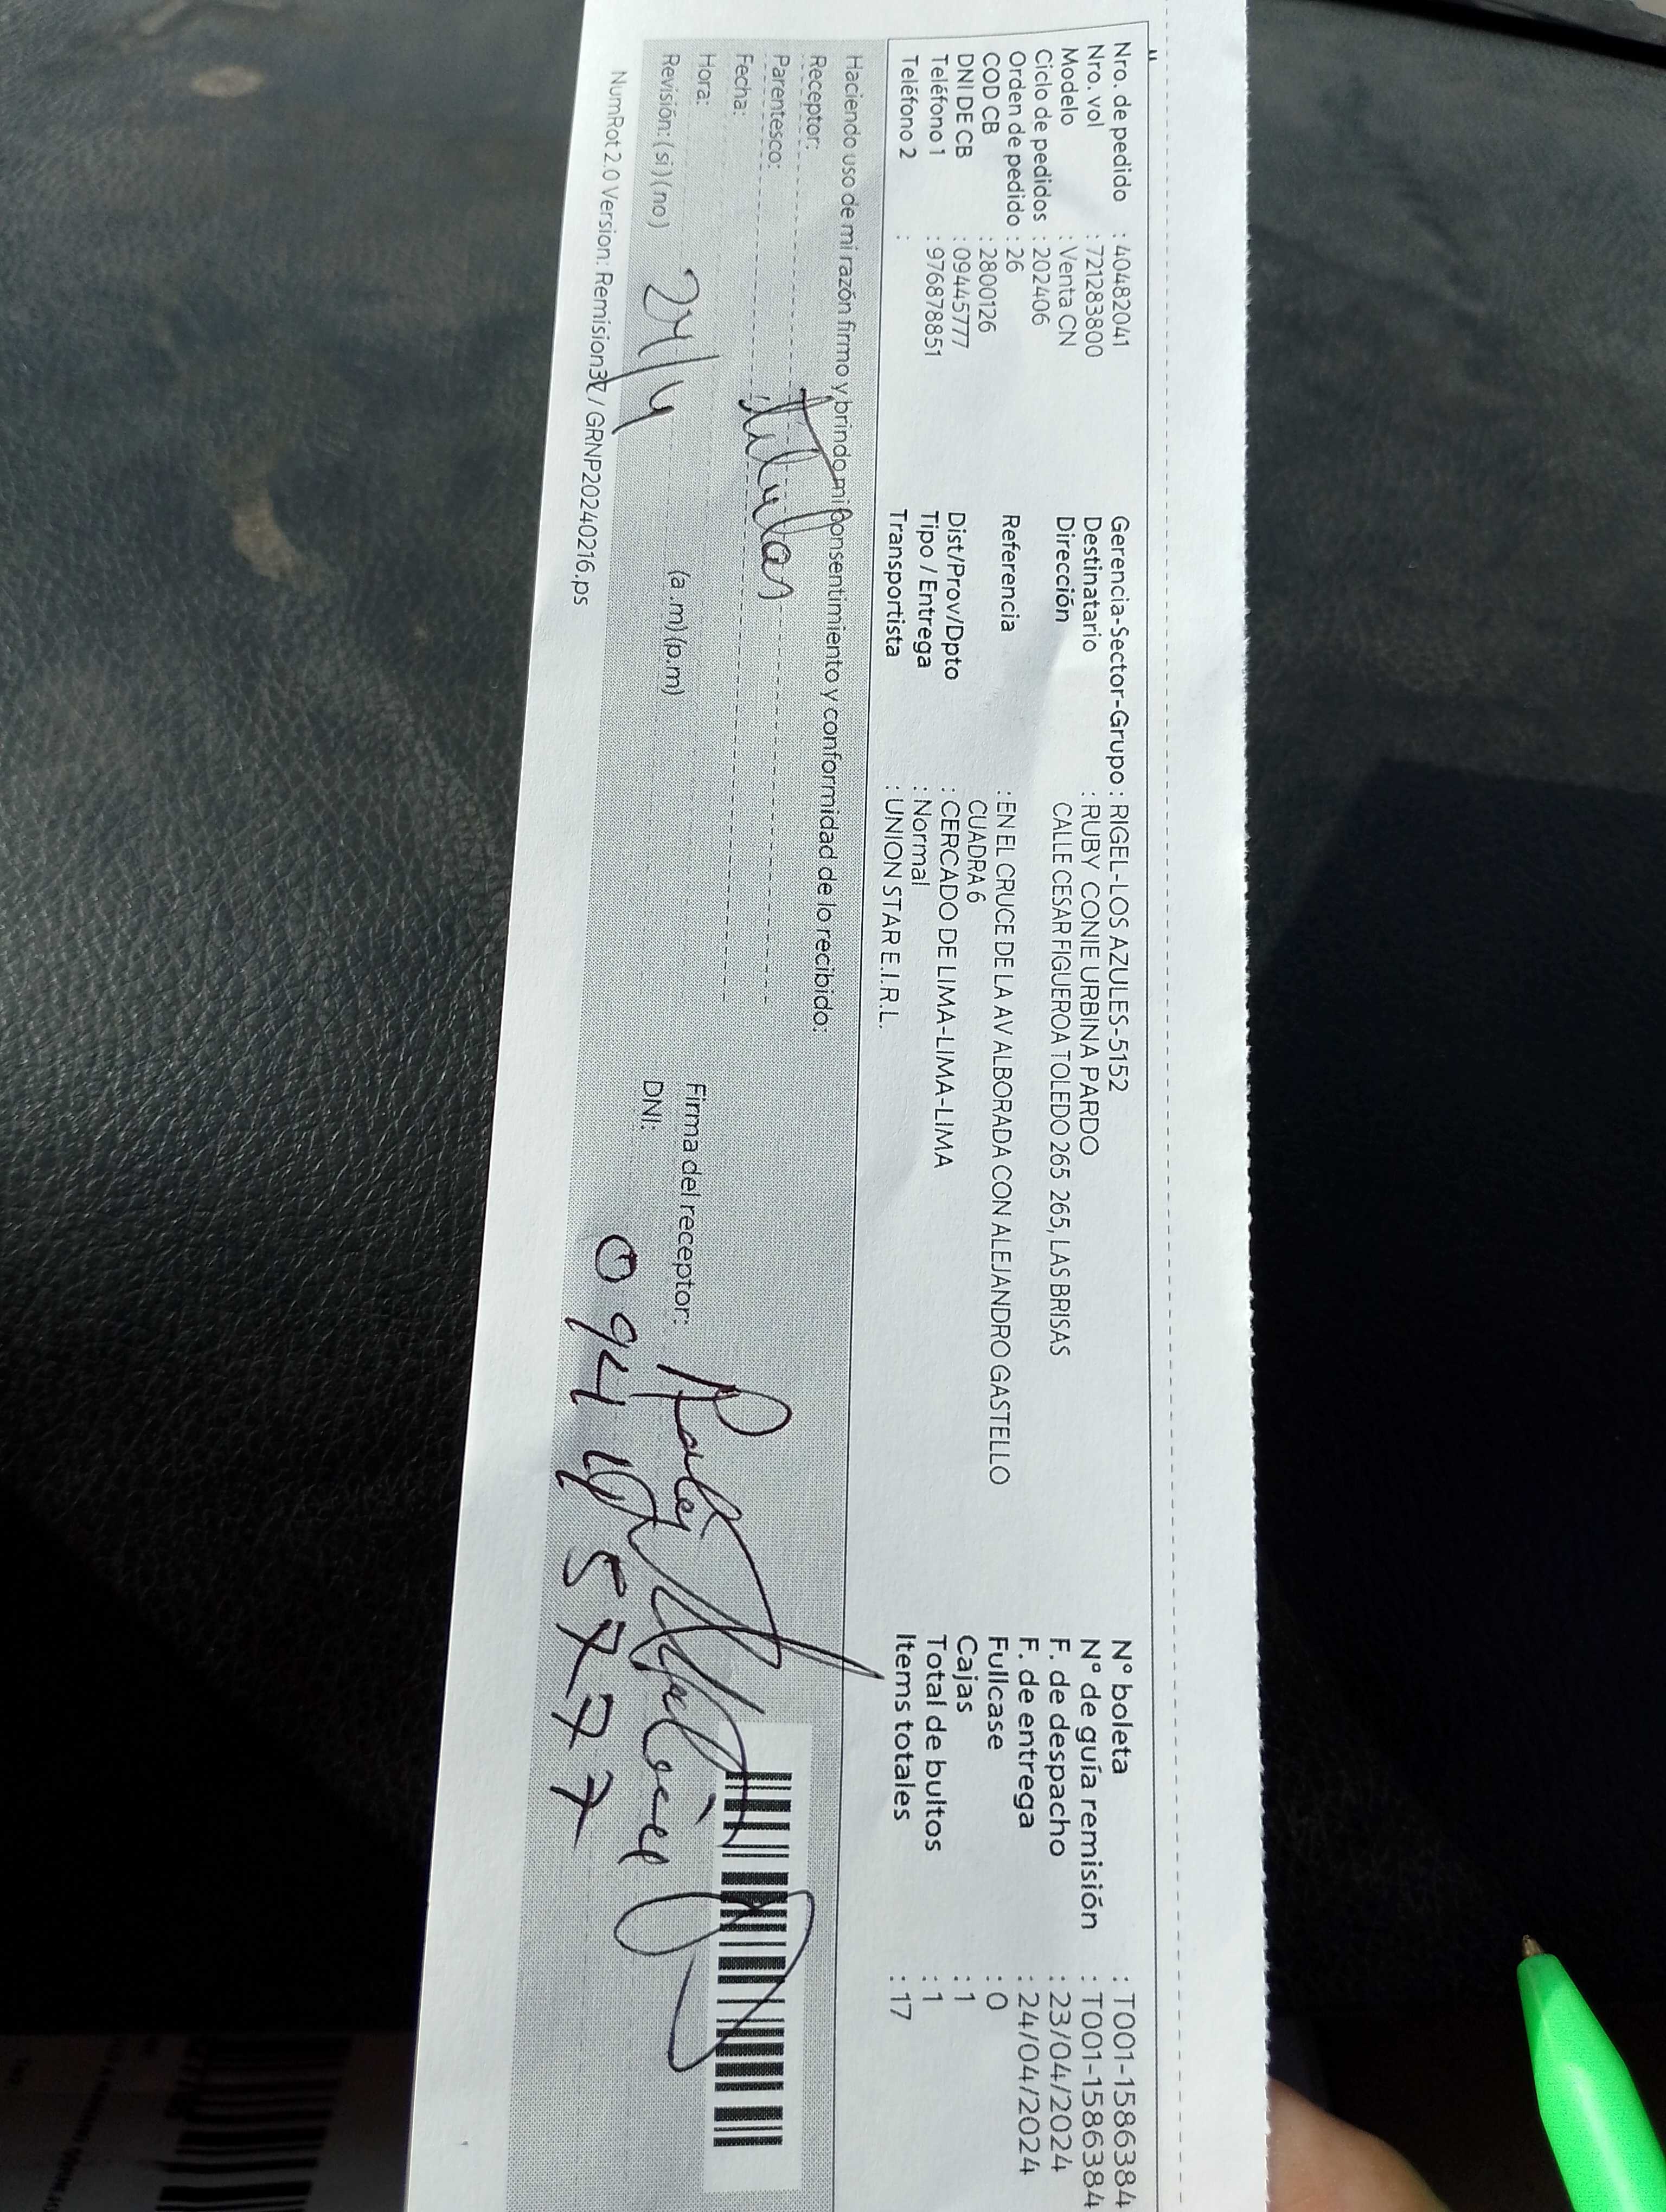 Nro. de pedido : 40482041
Nro. vol : 721283800
Modelo : Venta CN
Ciclo de pedidos : 202406
Orden de pedido : 26
COD CB : 2800126
DNI DE CB : 09445777
Teléfono 1 : 976878851
Teléfono 2 :
Gerencia-Sector-Grupo : RIGEL-LOS AZULES-5152
Destinatario : RUBY CONIE URBINA PARDO
Dirección CALLE CESAR FIGUEROA TOLEDO 265 265, LAS BRISAS
Referencia : EN EL CRUCE DE LA AV ALBORADA CON ALEJANDRO GASTELLO
CUADRA 6
Dist/Prov/Dpto : CERCADO DE LIMA-LIMA-LIMA
Tipo / Entrega : Normal
Transportista : UNION STAR E.I.R.L.
N° boleta : T001-1586384
N° de guía remisión : T001-1586384
F. de despacho : 23/04/2024
F. de entrega : 24/04/2024
Fullcase : 0
Cajas : 1
Total de bultos : 1
Items totales : 17
Haciendo uso de mi razón firmo y brindo mi consentimiento y conformidad de lo recibido:
Receptor:
Parentesco: titular
Fecha:
Hora: 24/4 (a.m) (p.m)
Revisión: (si) (no)
Firma del receptor:
DNI: 09445777
NumRot 2.0 Version: Remision3 / GRNP20240216.ps